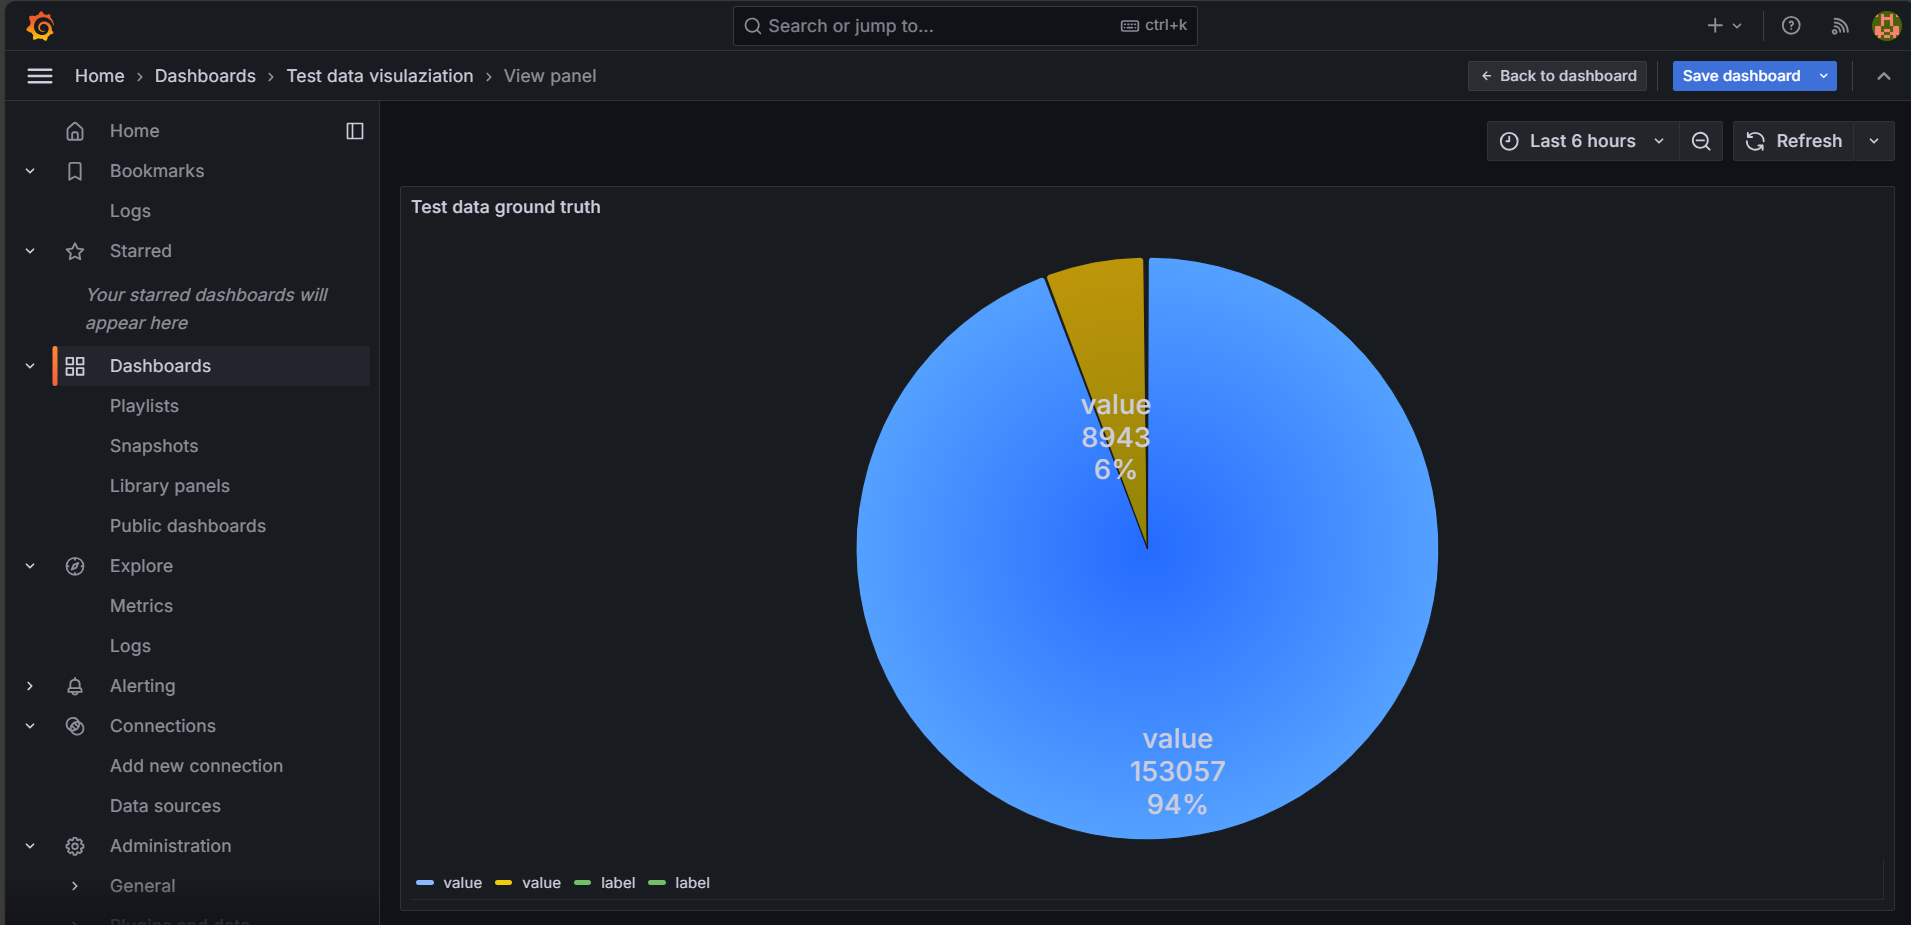 Search or jump to...
ctrl+k
Home › Dashboards › Test data visulaziation › View panel
Back to dashboard
Save dashboard
Home
Bookmarks
Logs
Starred
Your starred dashboards will
appear here
Dashboards
Playlists
Snapshots
Library panels
Public dashboards
Explore
Metrics
Logs
Alerting
Connections
Add new connection
Data sources
Administration
General
Plugins and data
Last 6 hours
Refresh
Test data ground truth
value
8943
6%
value
153057
94%
value value label label